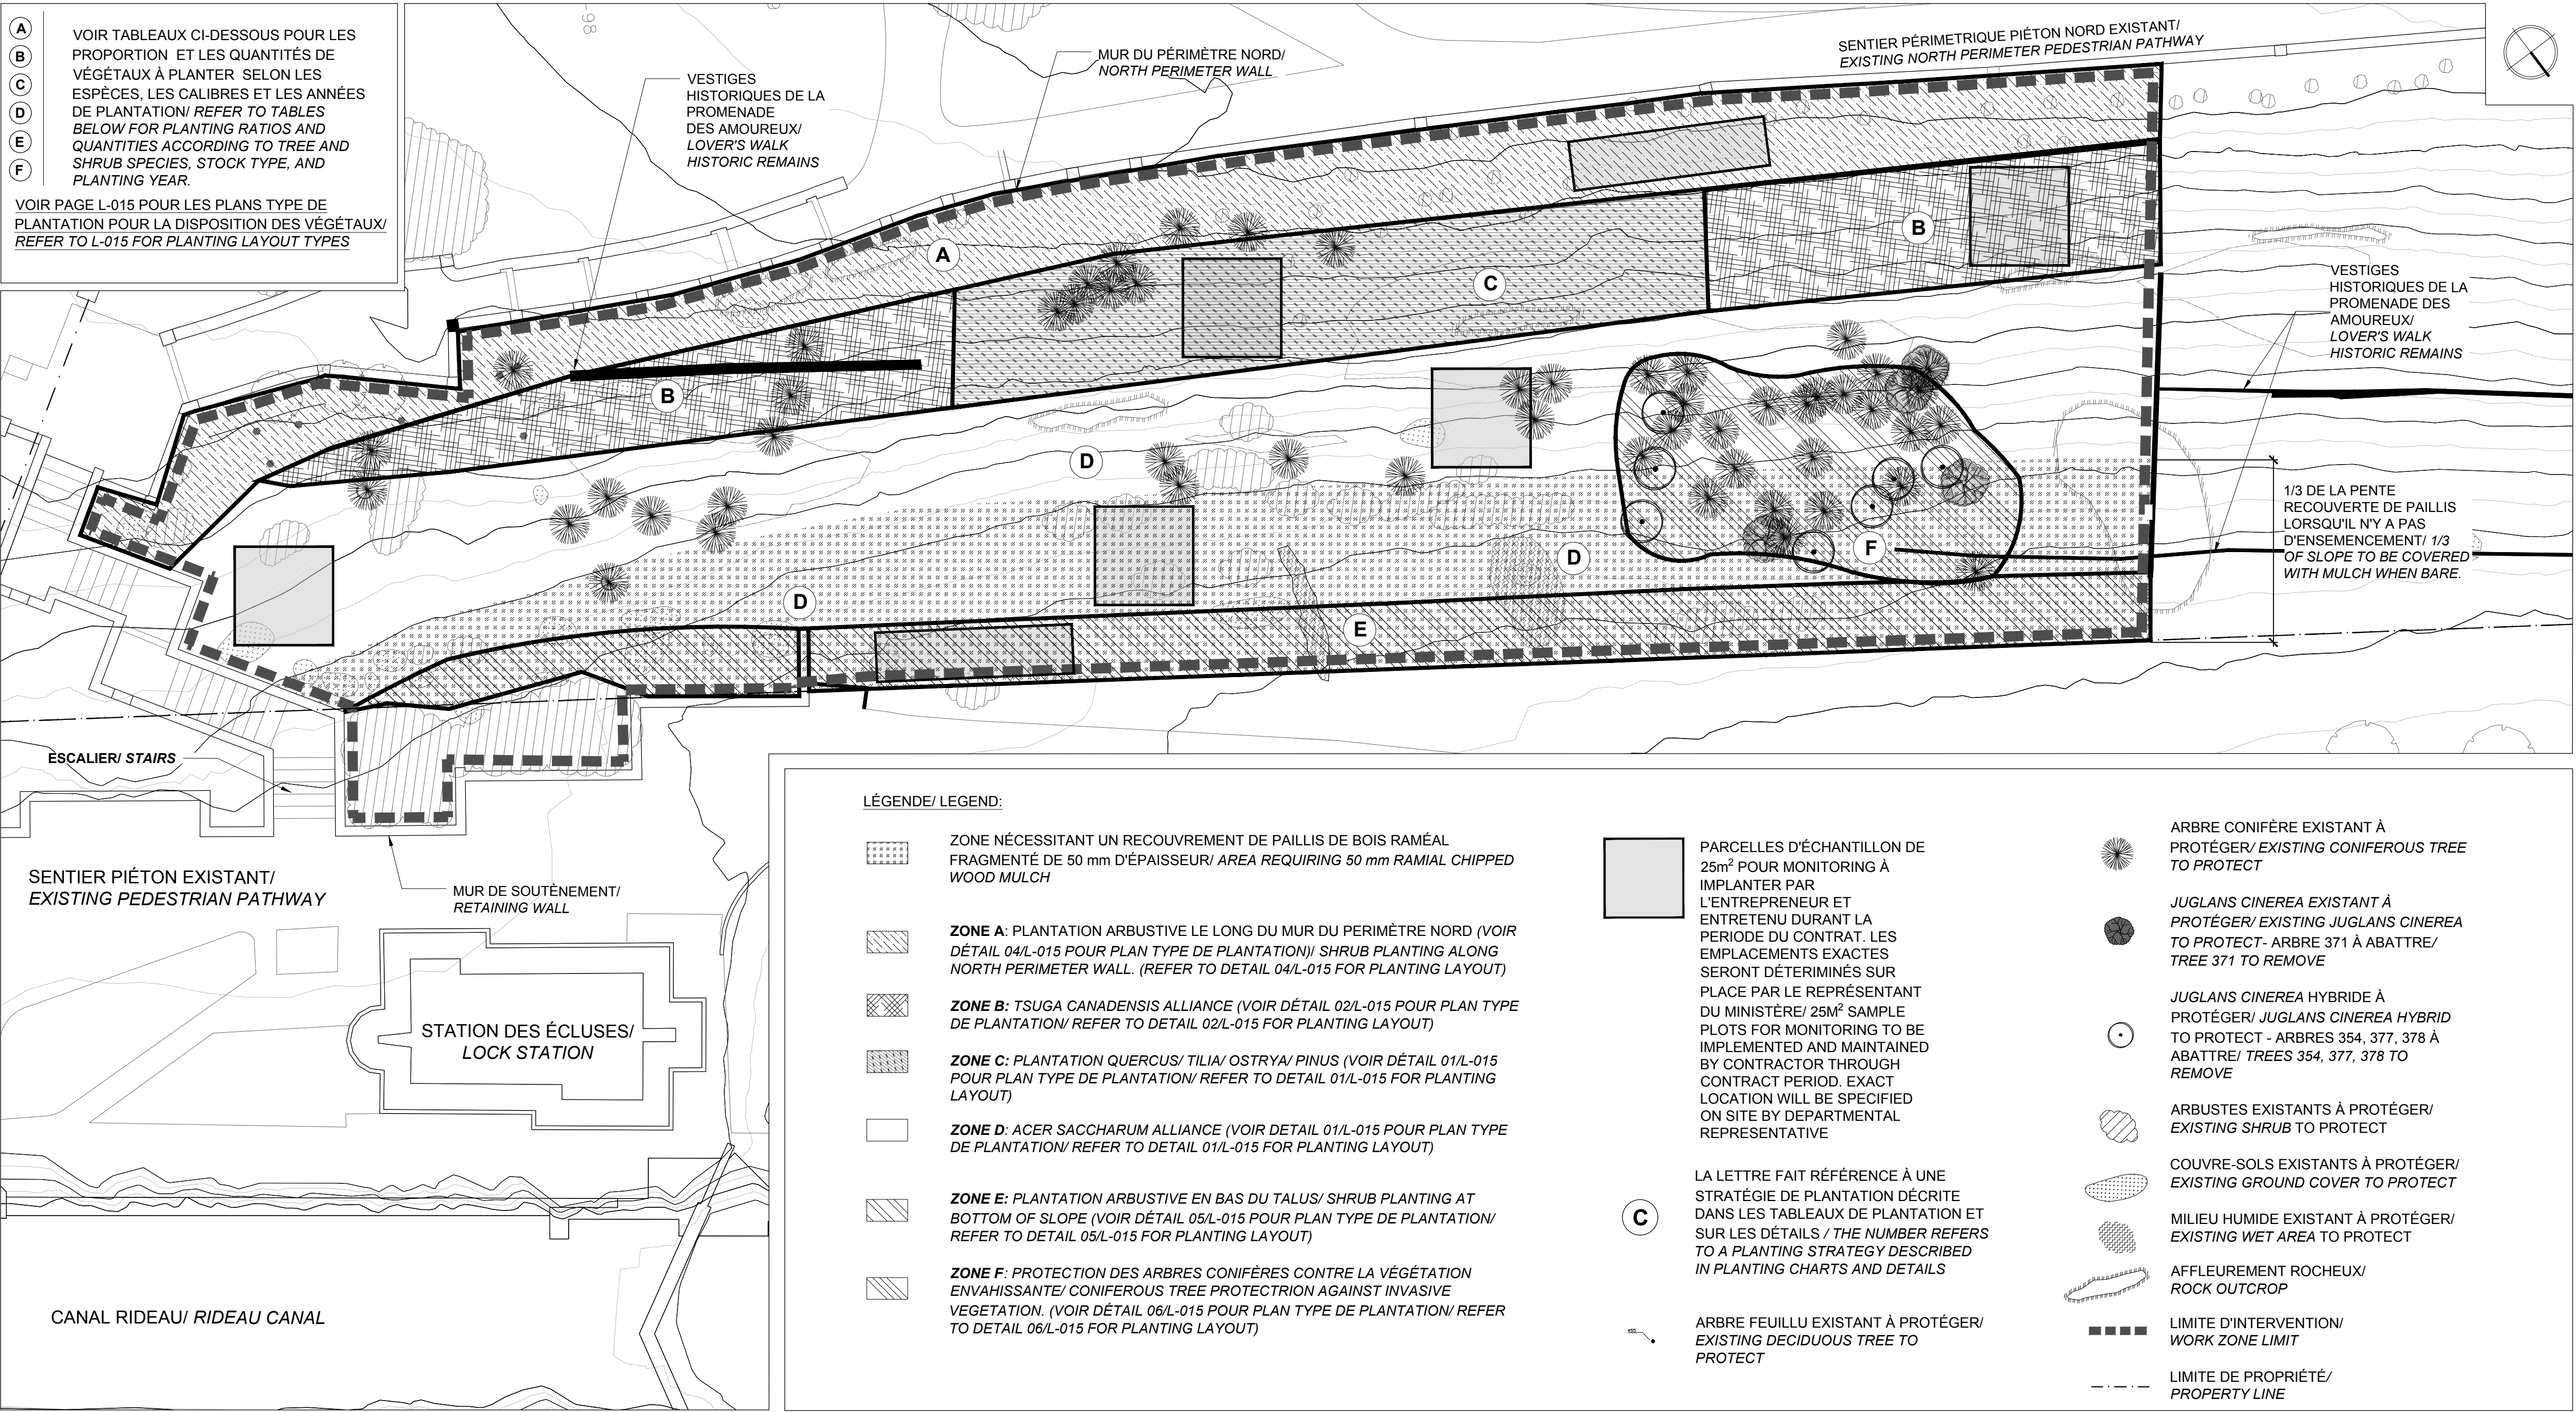 A
B
C
D
E
F
VOIR TABLEAUX CI-DESSOUS POUR LES
PROPORTION ET LES QUANTITÉS DE
VÉGÉTAUX À PLANTER SELON LES
ESPÈCES, LES CALIBRES ET LES ANNÉES
DE PLANTATION/ REFER TO TABLES
BELOW FOR PLANTING RATIOS AND
QUANTITIES ACCORDING TO TREE AND
SHRUB SPECIES, STOCK TYPE, AND
PLANTING YEAR.
VOIR PAGE L-015 POUR LES PLANS TYPE DE
PLANTATION POUR LA DISPOSITION DES VÉGÉTAUX/
REFER TO L-015 FOR PLANTING LAYOUT TYPES
-98
VESTIGES
HISTORIQUES DE LA
PROMENADE
DES AMOUREUX/
LOVER'S WALK
HISTORIC REMAINS
MUR DU PÉRIMÈTRE NORD/
NORTH PERIMETER WALL
SENTIER PÉRIMETRIQUE PIÉTON NORD EXISTANT/
EXISTING NORTH PERIMETER PEDESTRIAN PATHWAY
A
B
C
B
D
D
D
E
F
VESTIGES
HISTORIQUES DE LA
PROMENADE DES
AMOUREUX/
LOVER'S WALK
HISTORIC REMAINS
1/3 DE LA PENTE
RECOUVERTE DE PAILLIS
LORSQU'IL N'Y A PAS
D'ENSEMENCEMENT/ 1/3
OF SLOPE TO BE COVERED
WITH MULCH WHEN BARE.
ESCALIER/ STAIRS
SENTIER PIÉTON EXISTANT/
EXISTING PEDESTRIAN PATHWAY
MUR DE SOUTÈNEMENT/
RETAINING WALL
STATION DES ÉCLUSES/
LOCK STATION
CANAL RIDEAU/ RIDEAU CANAL
LÉGENDE/ LEGEND:
ZONE NÉCESSITANT UN RECOUVREMENT DE PAILLIS DE BOIS RAMÉAL
FRAGMENTÉ DE 50 mm D'ÉPAISSEUR/ AREA REQUIRING 50 mm RAMIAL CHIPPED
WOOD MULCH
ZONE A: PLANTATION ARBUSTIVE LE LONG DU MUR DU PERIMÈTRE NORD (VOIR
DÉTAIL 04/L-015 POUR PLAN TYPE DE PLANTATION)/ SHRUB PLANTING ALONG
NORTH PERIMETER WALL. (REFER TO DETAIL 04/L-015 FOR PLANTING LAYOUT)
ZONE B: TSUGA CANADENSIS ALLIANCE (VOIR DÉTAIL 02/L-015 POUR PLAN TYPE
DE PLANTATION/ REFER TO DETAIL 02/L-015 FOR PLANTING LAYOUT)
ZONE C: PLANTATION QUERCUS/ TILIA/ OSTRYA/ PINUS (VOIR DÉTAIL 01/L-015
POUR PLAN TYPE DE PLANTATION/ REFER TO DETAIL 01/L-015 FOR PLANTING
LAYOUT)
ZONE D: ACER SACCHARUM ALLIANCE (VOIR DETAIL 01/L-015 POUR PLAN TYPE
DE PLANTATION/ REFER TO DETAIL 01/L-015 FOR PLANTING LAYOUT)
ZONE E: PLANTATION ARBUSTIVE EN BAS DU TALUS/ SHRUB PLANTING AT
BOTTOM OF SLOPE (VOIR DÉTAIL 05/L-015 POUR PLAN TYPE DE PLANTATION/
REFER TO DETAIL 05/L-015 FOR PLANTING LAYOUT)
ZONE F: PROTECTION DES ARBRES CONIFÈRES CONTRE LA VÉGÉTATION
ENVAHISSANTE/ CONIFEROUS TREE PROTECTRION AGAINST INVASIVE
VEGETATION. (VOIR DÉTAIL 06/L-015 POUR PLAN TYPE DE PLANTATION/ REFER
TO DETAIL 06/L-015 FOR PLANTING LAYOUT)
PARCELLES D'ÉCHANTILLON DE
25m² POUR MONITORING À
IMPLANTER PAR
L'ENTREPRENEUR ET
ENTRETENU DURANT LA
PERIODE DU CONTRAT. LES
EMPLACEMENTS EXACTES
SERONT DÉTERIMINÉS SUR
PLACE PAR LE REPRÉSENTANT
DU MINISTÈRE/ 25M² SAMPLE
PLOTS FOR MONITORING TO BE
IMPLEMENTED AND MAINTAINED
BY CONTRACTOR THROUGH
CONTRACT PERIOD. EXACT
LOCATION WILL BE SPECIFIED
ON SITE BY DEPARTMENTAL
REPRESENTATIVE
C
LA LETTRE FAIT RÉFÉRENCE À UNE
STRATÉGIE DE PLANTATION DÉCRITE
DANS LES TABLEAUX DE PLANTATION ET
SUR LES DÉTAILS / THE NUMBER REFERS
TO A PLANTING STRATEGY DESCRIBED
IN PLANTING CHARTS AND DETAILS
ARBRE FEUILLU EXISTANT À PROTÉGER/
EXISTING DECIDUOUS TREE TO
PROTECT
ARBRE CONIFÈRE EXISTANT À
PROTÉGER/ EXISTING CONIFEROUS TREE
TO PROTECT
JUGLANS CINEREA EXISTANT À
PROTÉGER/ EXISTING JUGLANS CINEREA
TO PROTECT- ARBRE 371 À ABATTRE/
TREE 371 TO REMOVE
JUGLANS CINEREA HYBRIDE À
PROTÉGER/ JUGLANS CINEREA HYBRID
TO PROTECT - ARBRES 354, 377, 378 À
ABATTRE/ TREES 354, 377, 378 TO
REMOVE
ARBUSTES EXISTANTS À PROTÉGER/
EXISTING SHRUB TO PROTECT
COUVRE-SOLS EXISTANTS À PROTÉGER/
EXISTING GROUND COVER TO PROTECT
MILIEU HUMIDE EXISTANT À PROTÉGER/
EXISTING WET AREA TO PROTECT
AFFLEUREMENT ROCHEUX/
ROCK OUTCROP
LIMITE D'INTERVENTION/
WORK ZONE LIMIT
LIMITE DE PROPRIÉTÉ/
PROPERTY LINE